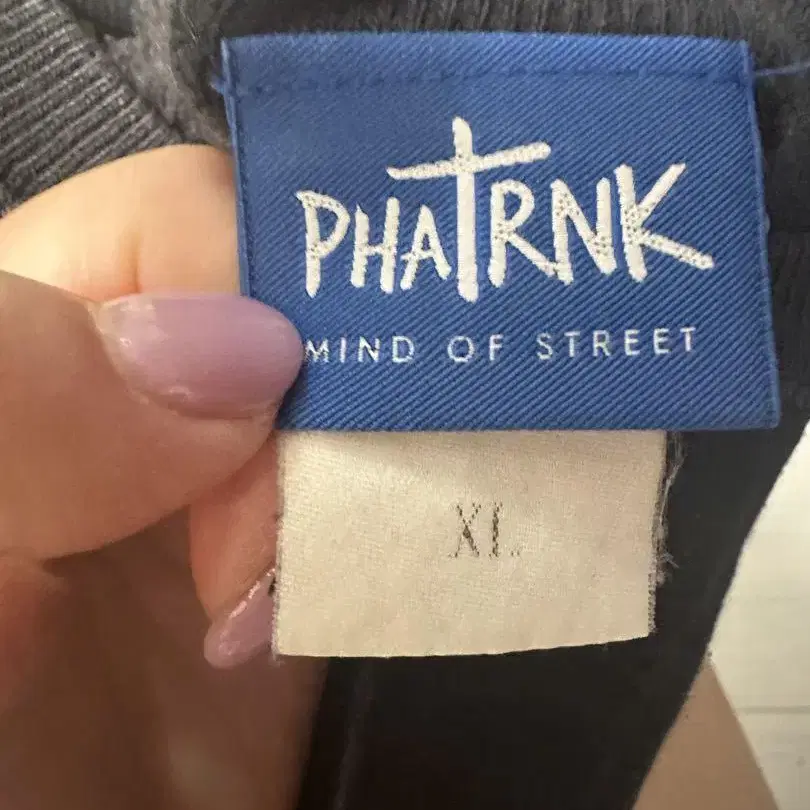 PHATRNK
MIND OF STREET
XL